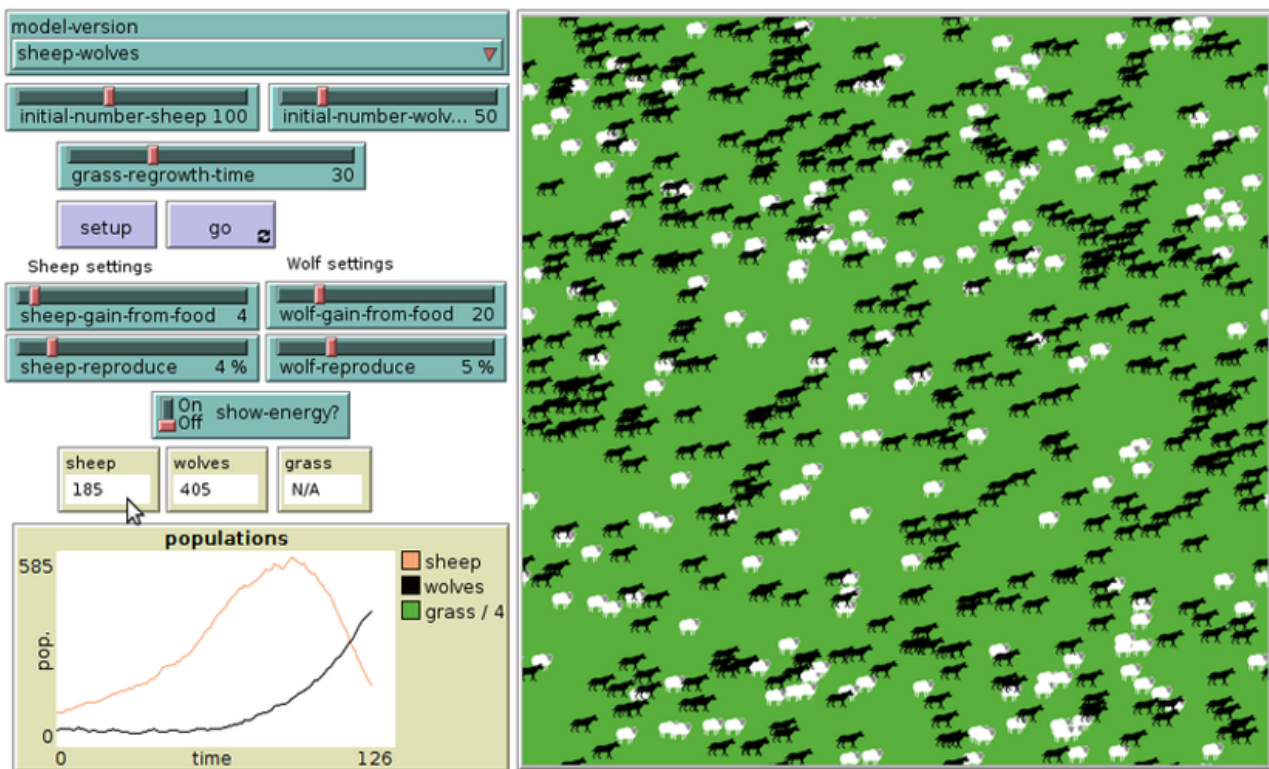 model-version
sheep-wolves
initial-number-sheep 100
initial-number-wolv... 50
grass-regrowth-time 30
setup
go
Sheep settings
Wolf settings
sheep-gain-from-food 4
wolf-gain-from-food 20
sheep-reproduce 4 %
wolf-reproduce 5 %
On
Off
show-energy?
sheep
185
wolves
405
grass
N/A
populations
585
pop.
0
0
time
126
sheep
wolves
grass / 4